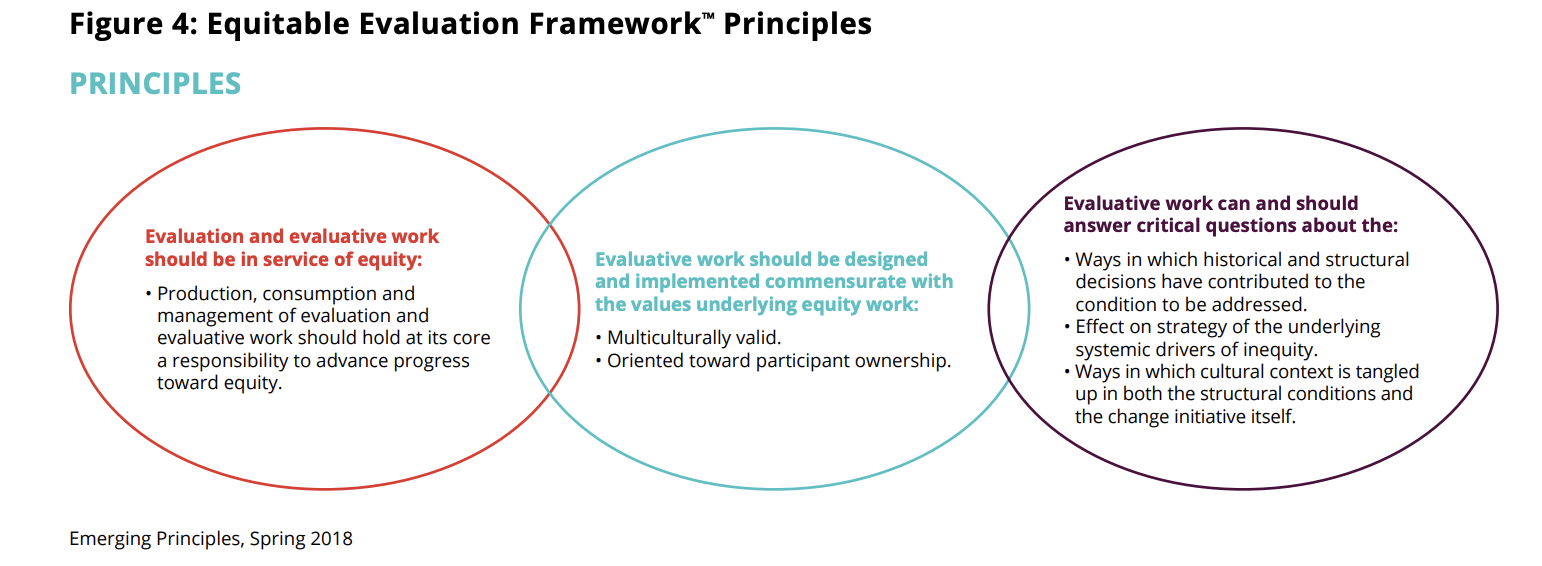 Figure 4: Equitable Evaluation Framework™ Principles
PRINCIPLES
Evaluation and evaluative work
should be in service of equity:
• Production, consumption and
management of evaluation and
evaluative work should hold at its core
a responsibility to advance progress
toward equity.
Evaluative work should be designed
and implemented commensurate with
the values underlying equity work:
• Multiculturally valid.
• Oriented toward participant ownership.
Evaluative work can and should
answer critical questions about the:
• Ways in which historical and structural
decisions have contributed to the
condition to be addressed.
• Effect on strategy of the underlying
systemic drivers of inequity.
• Ways in which cultural context is tangled
up in both the structural conditions and
the change initiative itself.
Emerging Principles, Spring 2018